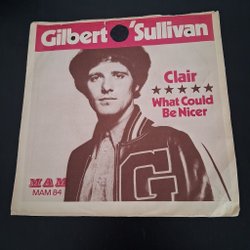 Gilbert O'Sullivan
Clair
★★★★★
What Could
Be Nicer
G
MAM
MAM 84